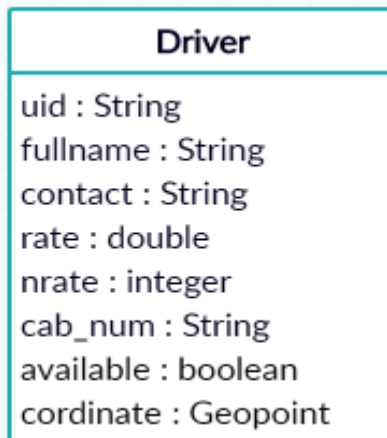 Driver
uid : String
fullname : String
contact : String
rate : double
nrate : integer
cab_num : String
available : boolean
cordinate : Geopoint